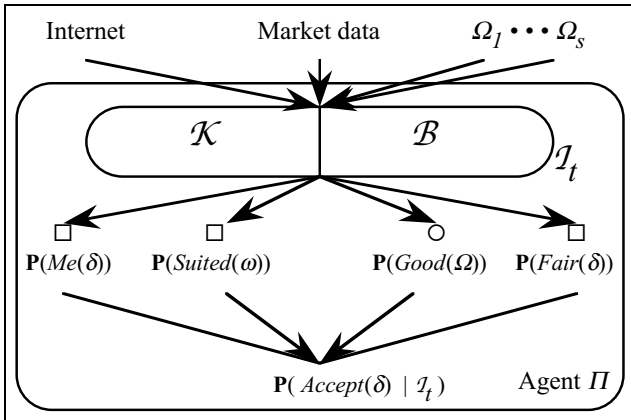 Internet Market data Ω₁ • • • Ωₛ
𝒦 ℬ
ℐₜ
P(Me(δ)) P(Suited(ω)) P(Good(Ω)) P(Fair(δ))
P( Accept(δ) | ℐₜ )
Agent Π